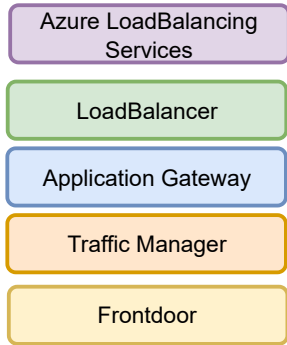 Azure LoadBalancing
Services
LoadBalancer
Application Gateway
Traffic Manager
Frontdoor